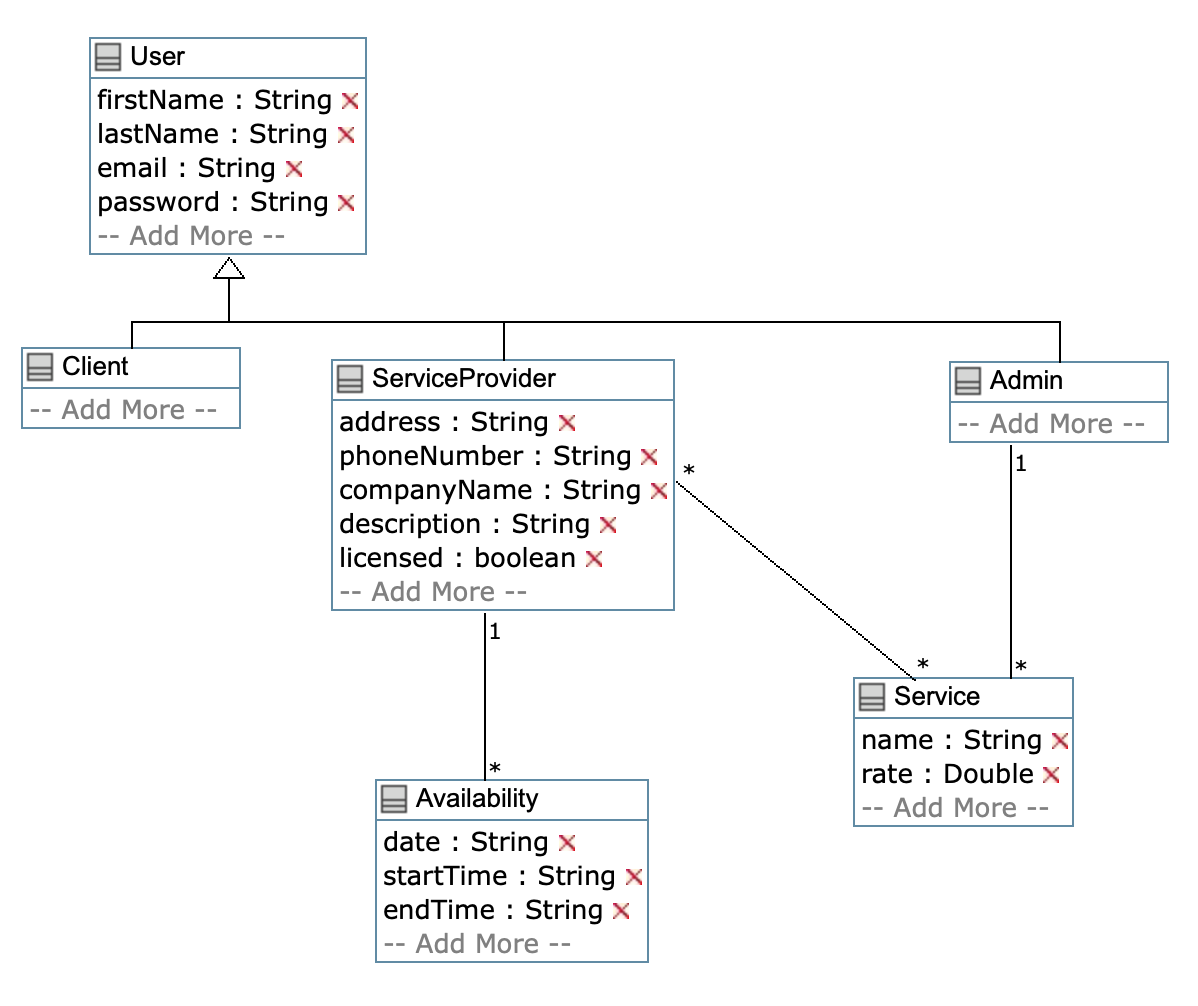 User
firstName : String
lastName : String
email : String
password : String
-- Add More --
Client
-- Add More --
ServiceProvider
address : String
phoneNumber : String
companyName : String
description : String
licensed : boolean
-- Add More --
Admin
-- Add More --
1
*
1
*
*
*
Service
name : String
rate : Double
-- Add More --
Availability
date : String
startTime : String
endTime : String
-- Add More --